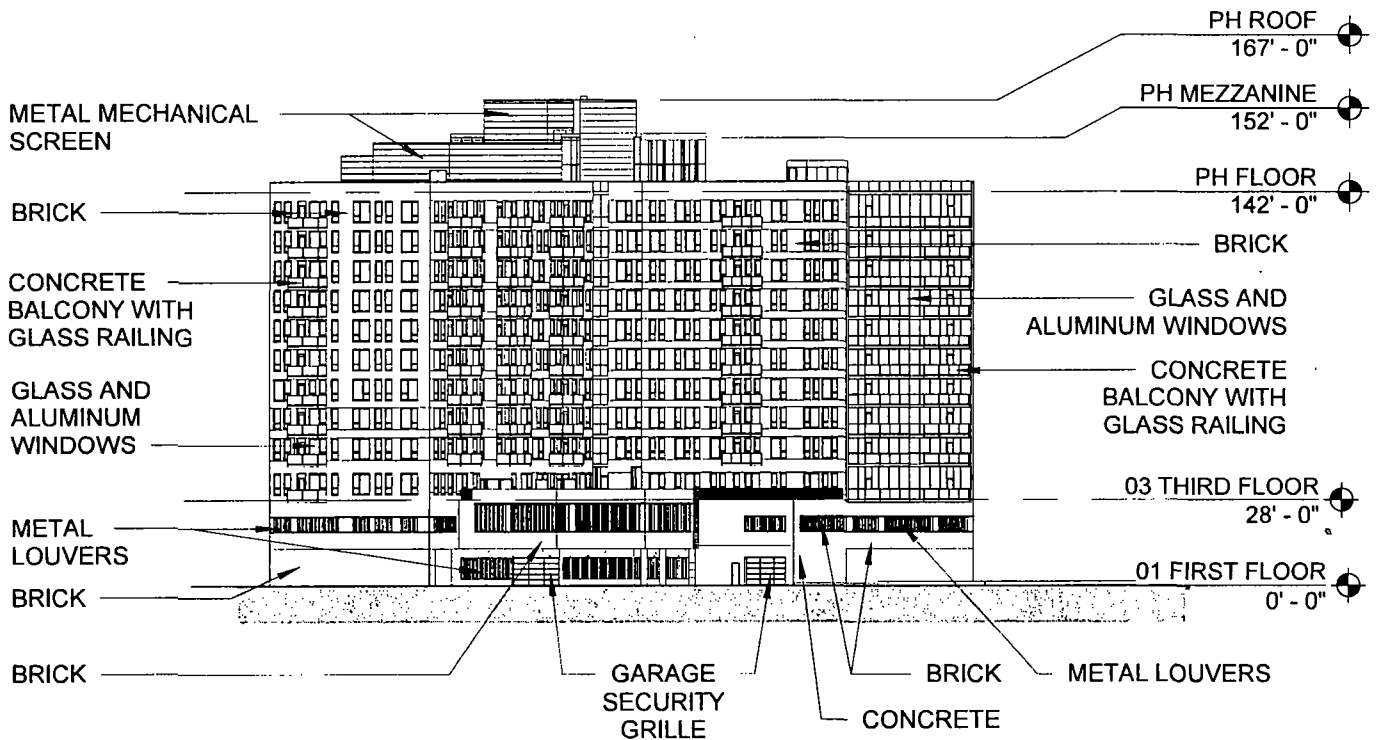 PH ROOF
167' - 0"
PH MEZZANINE
152' - 0"
PH FLOOR
142' - 0"
METAL MECHANICAL
SCREEN
BRICK
CONCRETE
BALCONY WITH
GLASS RAILING
GLASS AND
ALUMINUM
WINDOWS
METAL
LOUVERS
BRICK
BRICK
BRICK
GLASS AND
ALUMINUM WINDOWS
CONCRETE
BALCONY WITH
GLASS RAILING
03 THIRD FLOOR
28' - 0"
01 FIRST FLOOR
0' - 0"
GARAGE
SECURITY
GRILLE
BRICK
CONCRETE
METAL LOUVERS